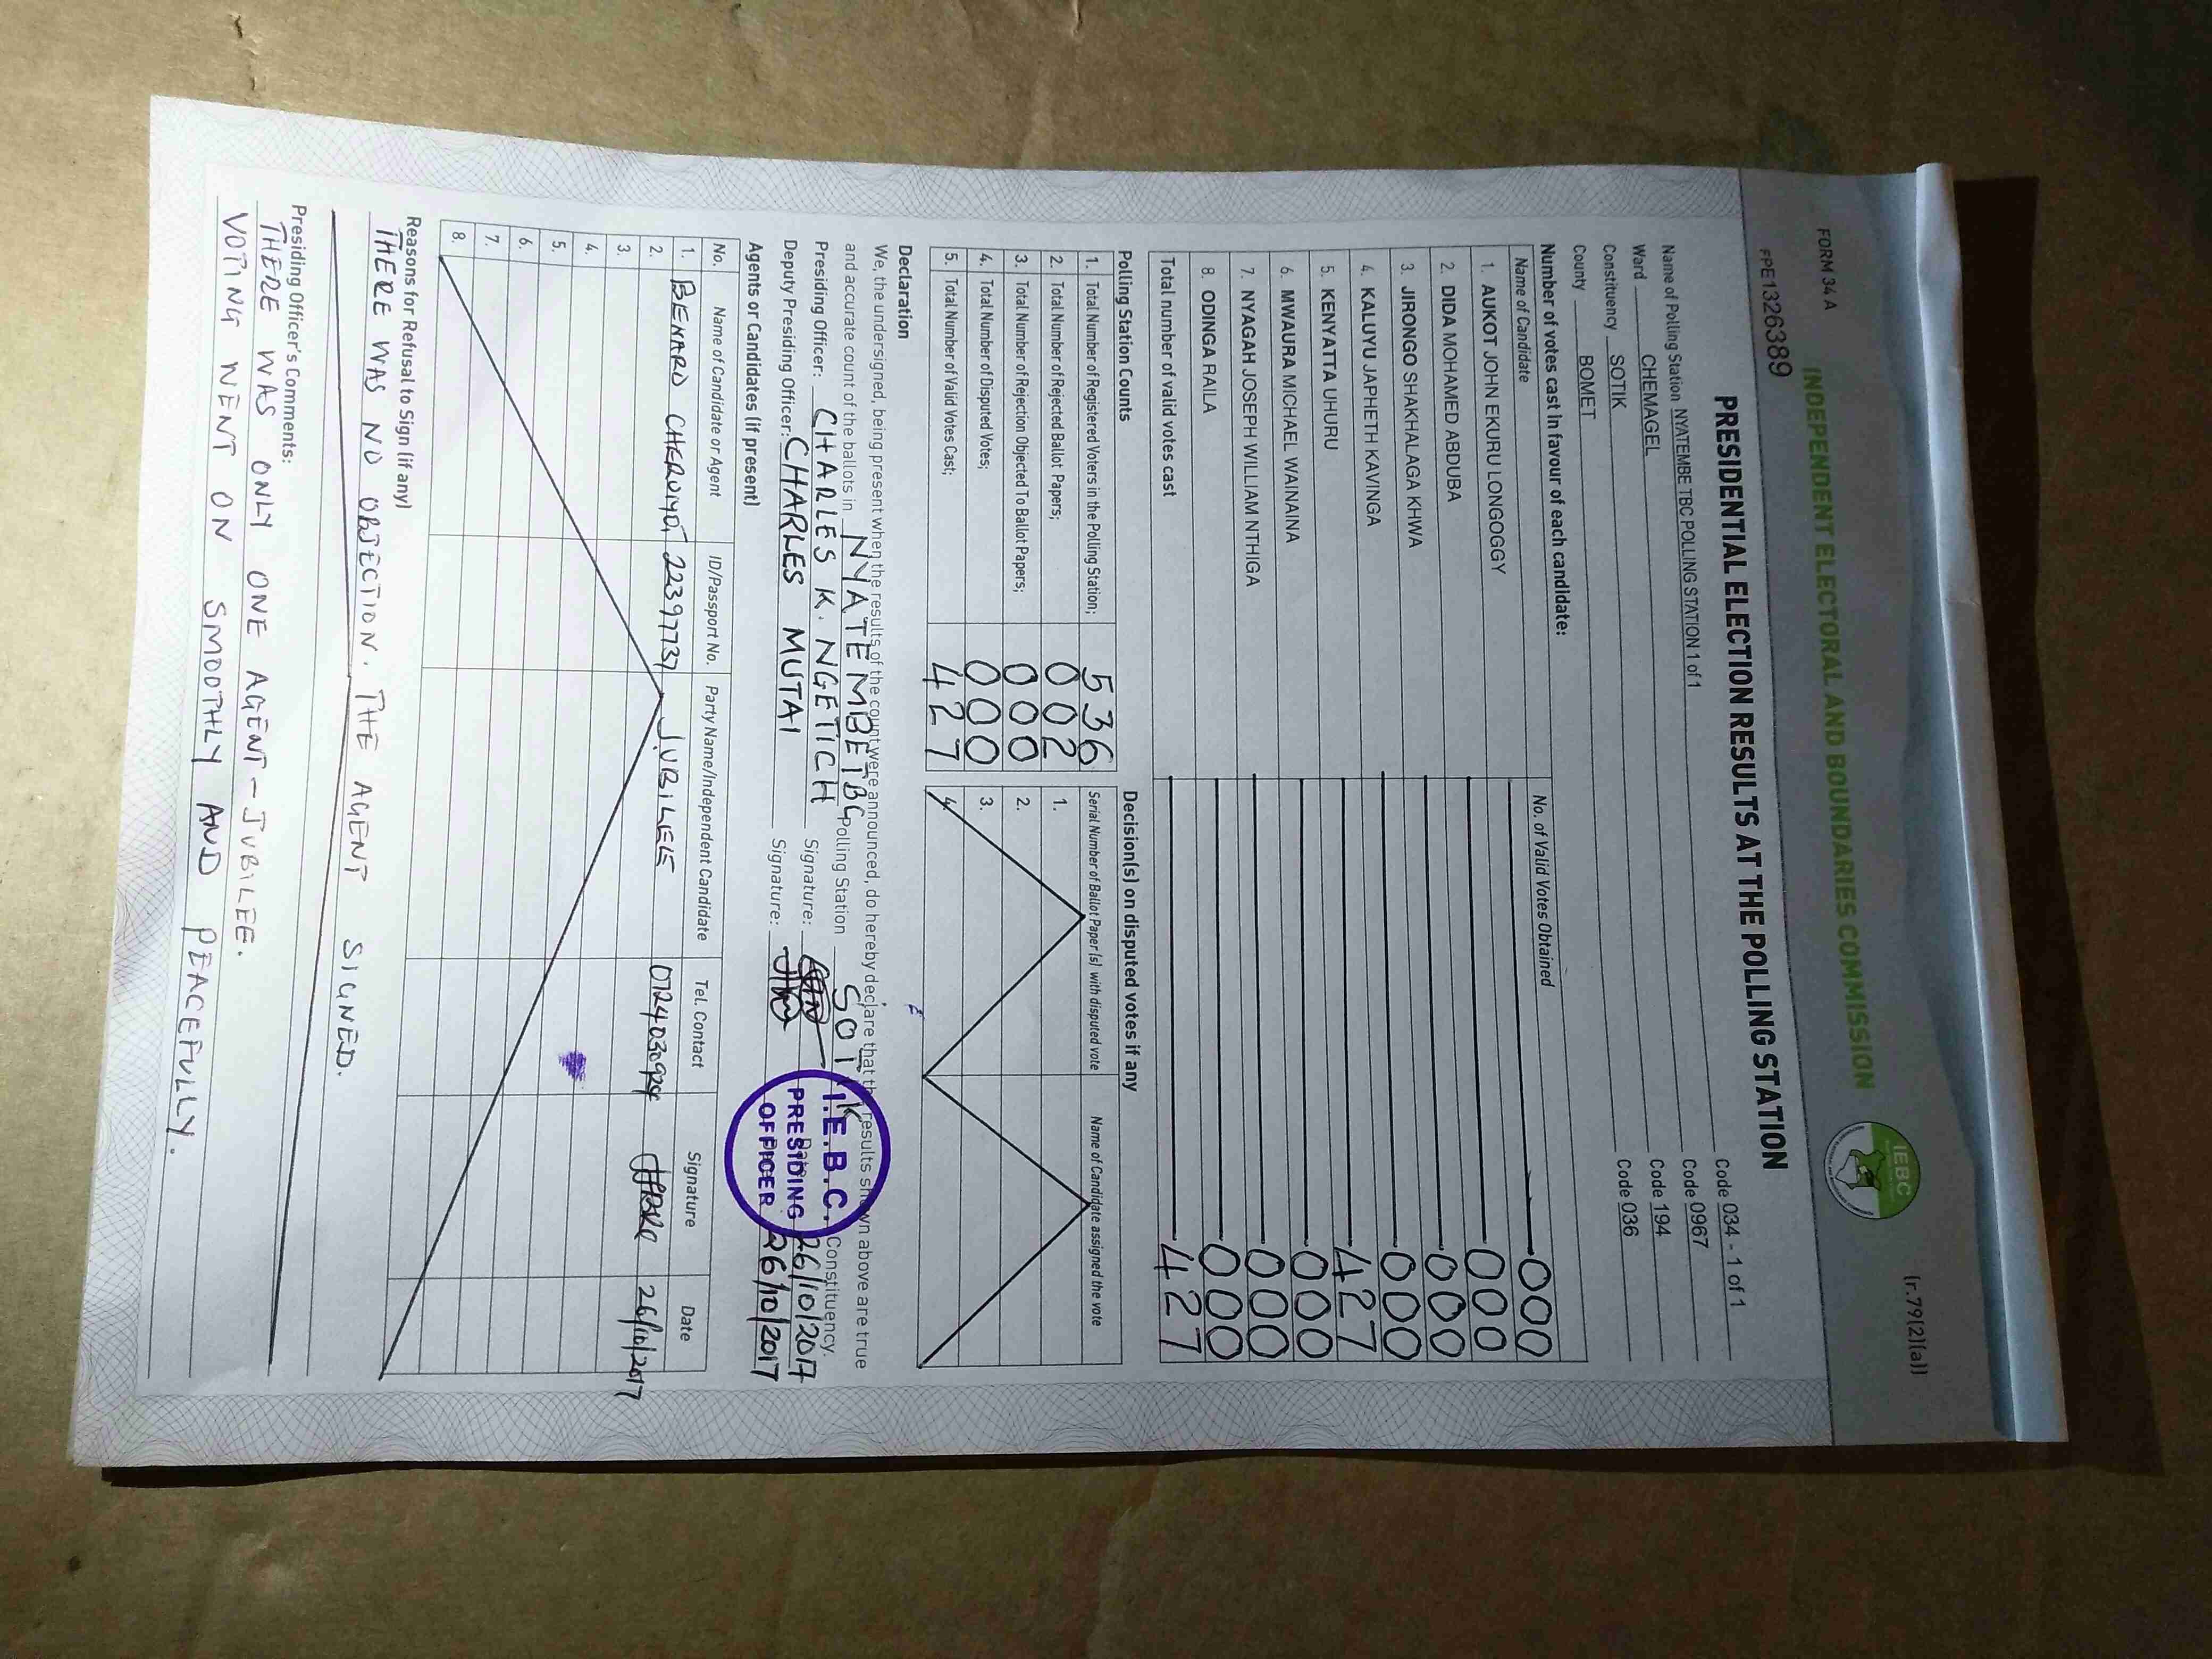 FORM 34 A
(r.79(2)(a))
INDEPENDENT ELECTORAL AND BOUNDARIES COMMISSION
IEBC
FPE1326389
PRESIDENTIAL ELECTION RESULTS AT THE POLLING STATION
Name of Polling Station NYATEMBE TBC POLLING STATION 1 of 1 Code 034 - 1 of 1
Ward CHEMAGEL Code 0967
Constituency SOTIK Code 194
County BOMET Code 036
Number of votes cast in favour of each candidate:
Name of Candidate No. of Valid Votes Obtained
1. AUKOT JOHN EKURU LONGOGGY 000
2. DIDA MOHAMED ABDUBA 000
3. JIRONGO SHAKHALAGA KHWA 000
4. KALUYU JAPHETH KAVINGA 000
5. KENYATTA UHURU 427
6. MWAURA MICHAEL WAINAINA 000
7. NYAGAH JOSEPH WILLIAM NTHIGA 000
8. ODINGA RAILA 000
Total number of valid votes cast 427
Polling Station Counts
1. Total Number of Registered Voters in the Polling Station; 536
2. Total Number of Rejected Ballot Papers; 002
3. Total Number of Rejection Objected To Ballot Papers; 000
4. Total Number of Disputed Votes; 000
5. Total Number of Valid Votes Cast; 427
Decision(s) on disputed votes if any
Serial Number of Ballot Paper(s) with disputed vote Name of Candidate assigned the vote
1.
2.
3.
4
Declaration
We, the undersigned, being present when the results of the count were announced, do hereby declare that the results shown above are true
and accurate count of the ballots in NYATEMBE TBC Polling Station SOTIK Constituency.
Presiding Officer: CHARLES K. NGETICH Signature: 26/10/2017
Deputy Presiding Officer: CHARLES MUTAI Signature: 26/10/2017
I.E.B.C.
PRESIDING
OFFICER
Agents or Candidates (if present)
No. Name of Candidate or Agent ID/Passport No. Party Name/Independent Candidate Tel. Contact Signature Date
1. BENARD CHERUIYOT 22397737 JUBILEE 26/10/2017
2.
3.
4.
5.
6.
7.
8.
Reasons for Refusal to Sign (if any)
THERE WAS NO OBJECTION. THE AGENT SIGNED.
Presiding Officer's Comments:
THERE WAS ONLY ONE AGENT - JUBILEE.
VOTING WENT ON SMOOTHLY AND PEACEFULLY.